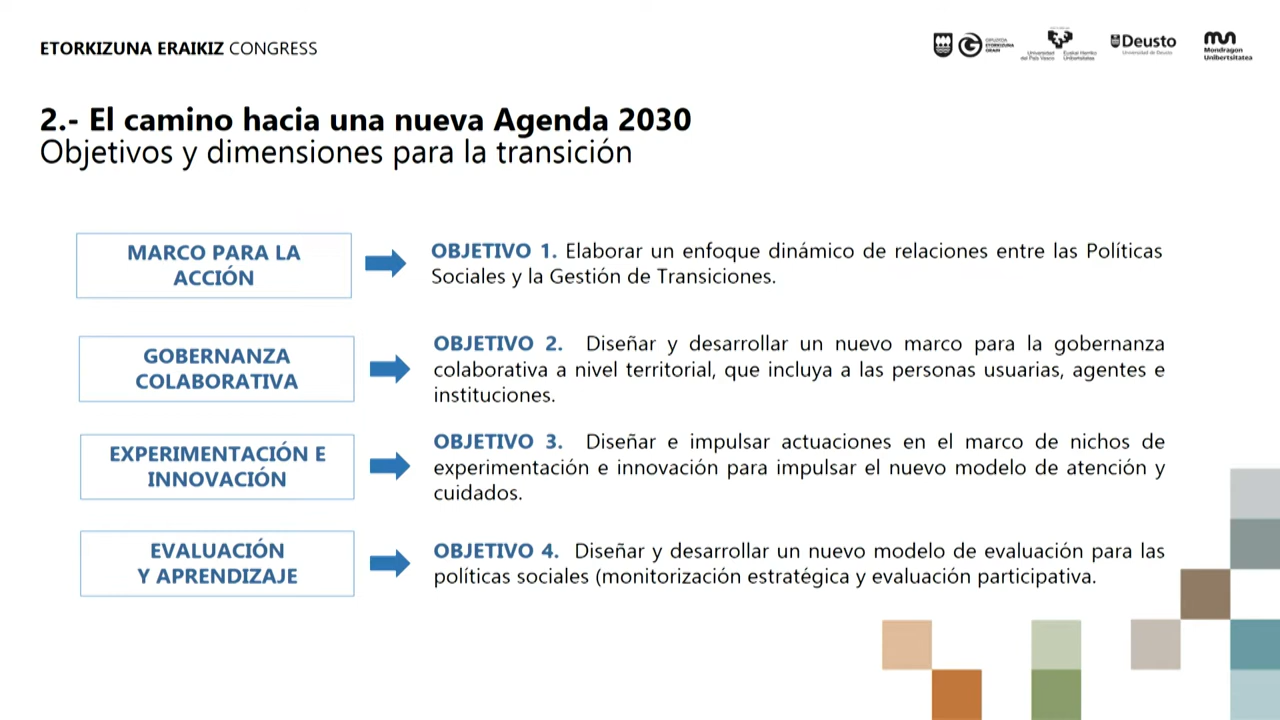 ETORKIZUNA ERAIKIZ CONGRESS
Deusto
Mondragon
Unibertsitatea
2.- El camino hacia una nueva Agenda 2030
Objetivos y dimensiones para la transición
MARCO PARA LA
ACCIÓN
OBJETIVO 1. Elaborar un enfoque dinámico de relaciones entre las Políticas
Sociales y la Gestión de Transiciones.
GOBERNANZA
COLABORATIVA
OBJETIVO 2. Diseñar y desarrollar un nuevo marco para la gobernanza
colaborativa a nivel territorial, que incluya a las personas usuarias, agentes e
instituciones.
EXPERIMENTACIÓN E
INNOVACIÓN
OBJETIVO 3. Diseñar e impulsar actuaciones en el marco de nichos de
experimentación e innovación para impulsar el nuevo modelo de atención y
cuidados.
EVALUACIÓN
Y APRENDIZAJE
OBJETIVO 4. Diseñar y desarrollar un nuevo modelo de evaluación para las
políticas sociales (monitorización estratégica y evaluación participativa.